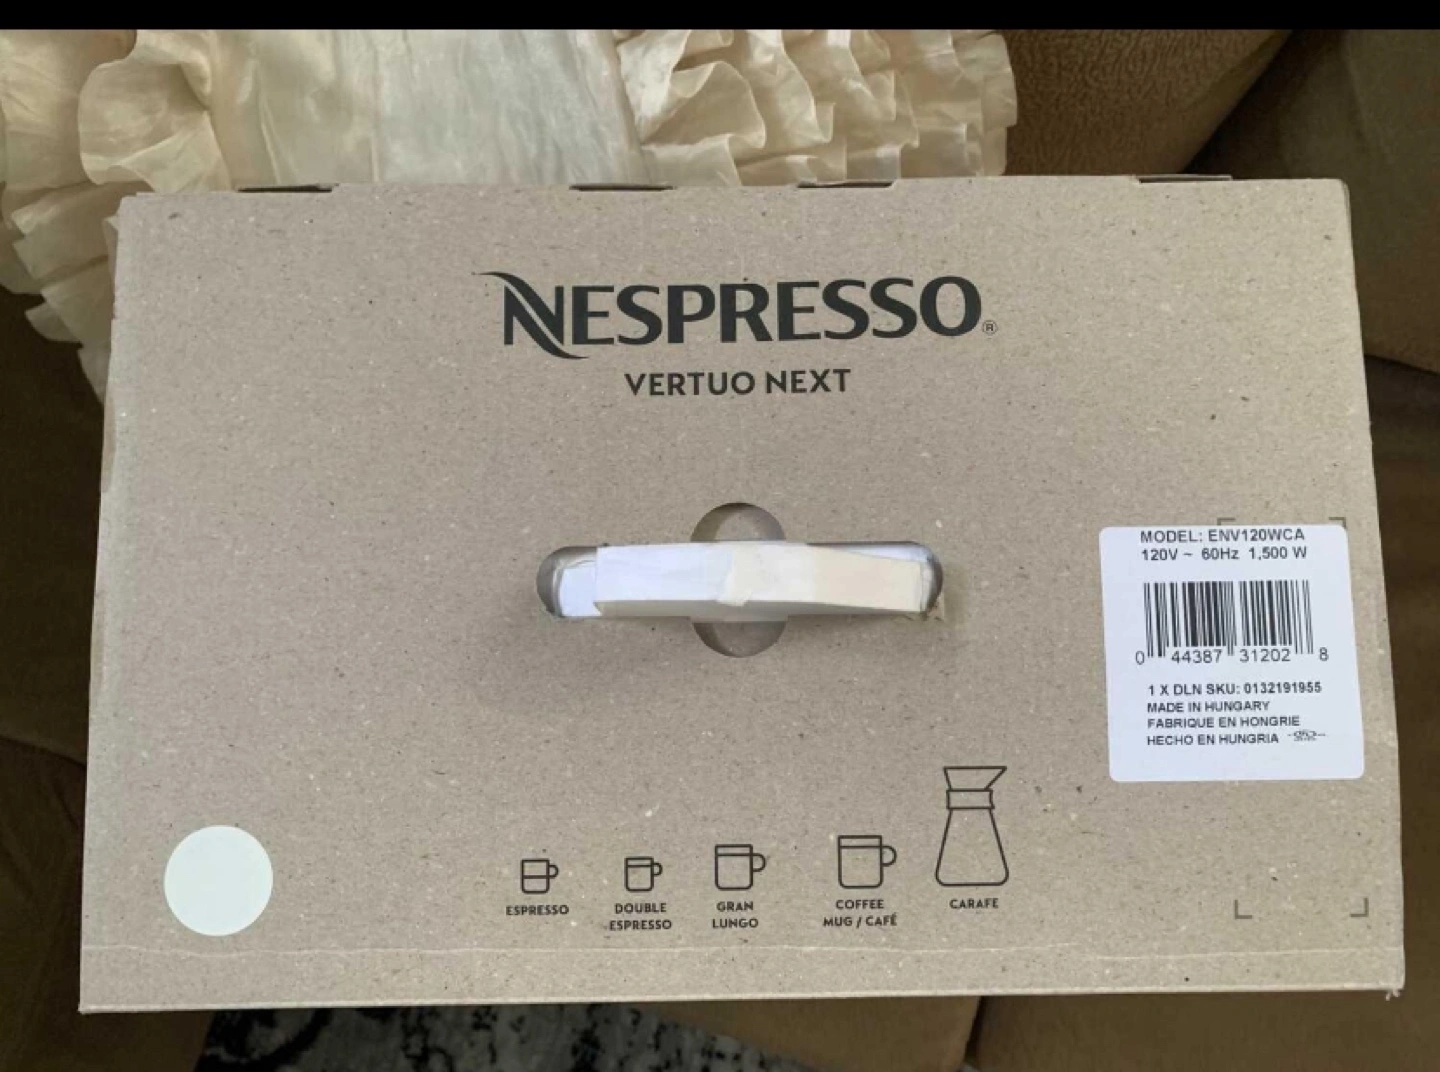 NESPRESSO®
VERTUO NEXT
MODEL: ENV120WCA
120V ~ 60Hz 1,500 W
0 44387 31202 8
1 X DLN SKU: 0132191955
MADE IN HUNGARY
FABRIQUE EN HONGRIE
HECHO EN HUNGRIA
ESPRESSO
DOUBLE
ESPRESSO
GRAN
LUNGO
COFFEE
MUG / CAFÉ
CARAFE